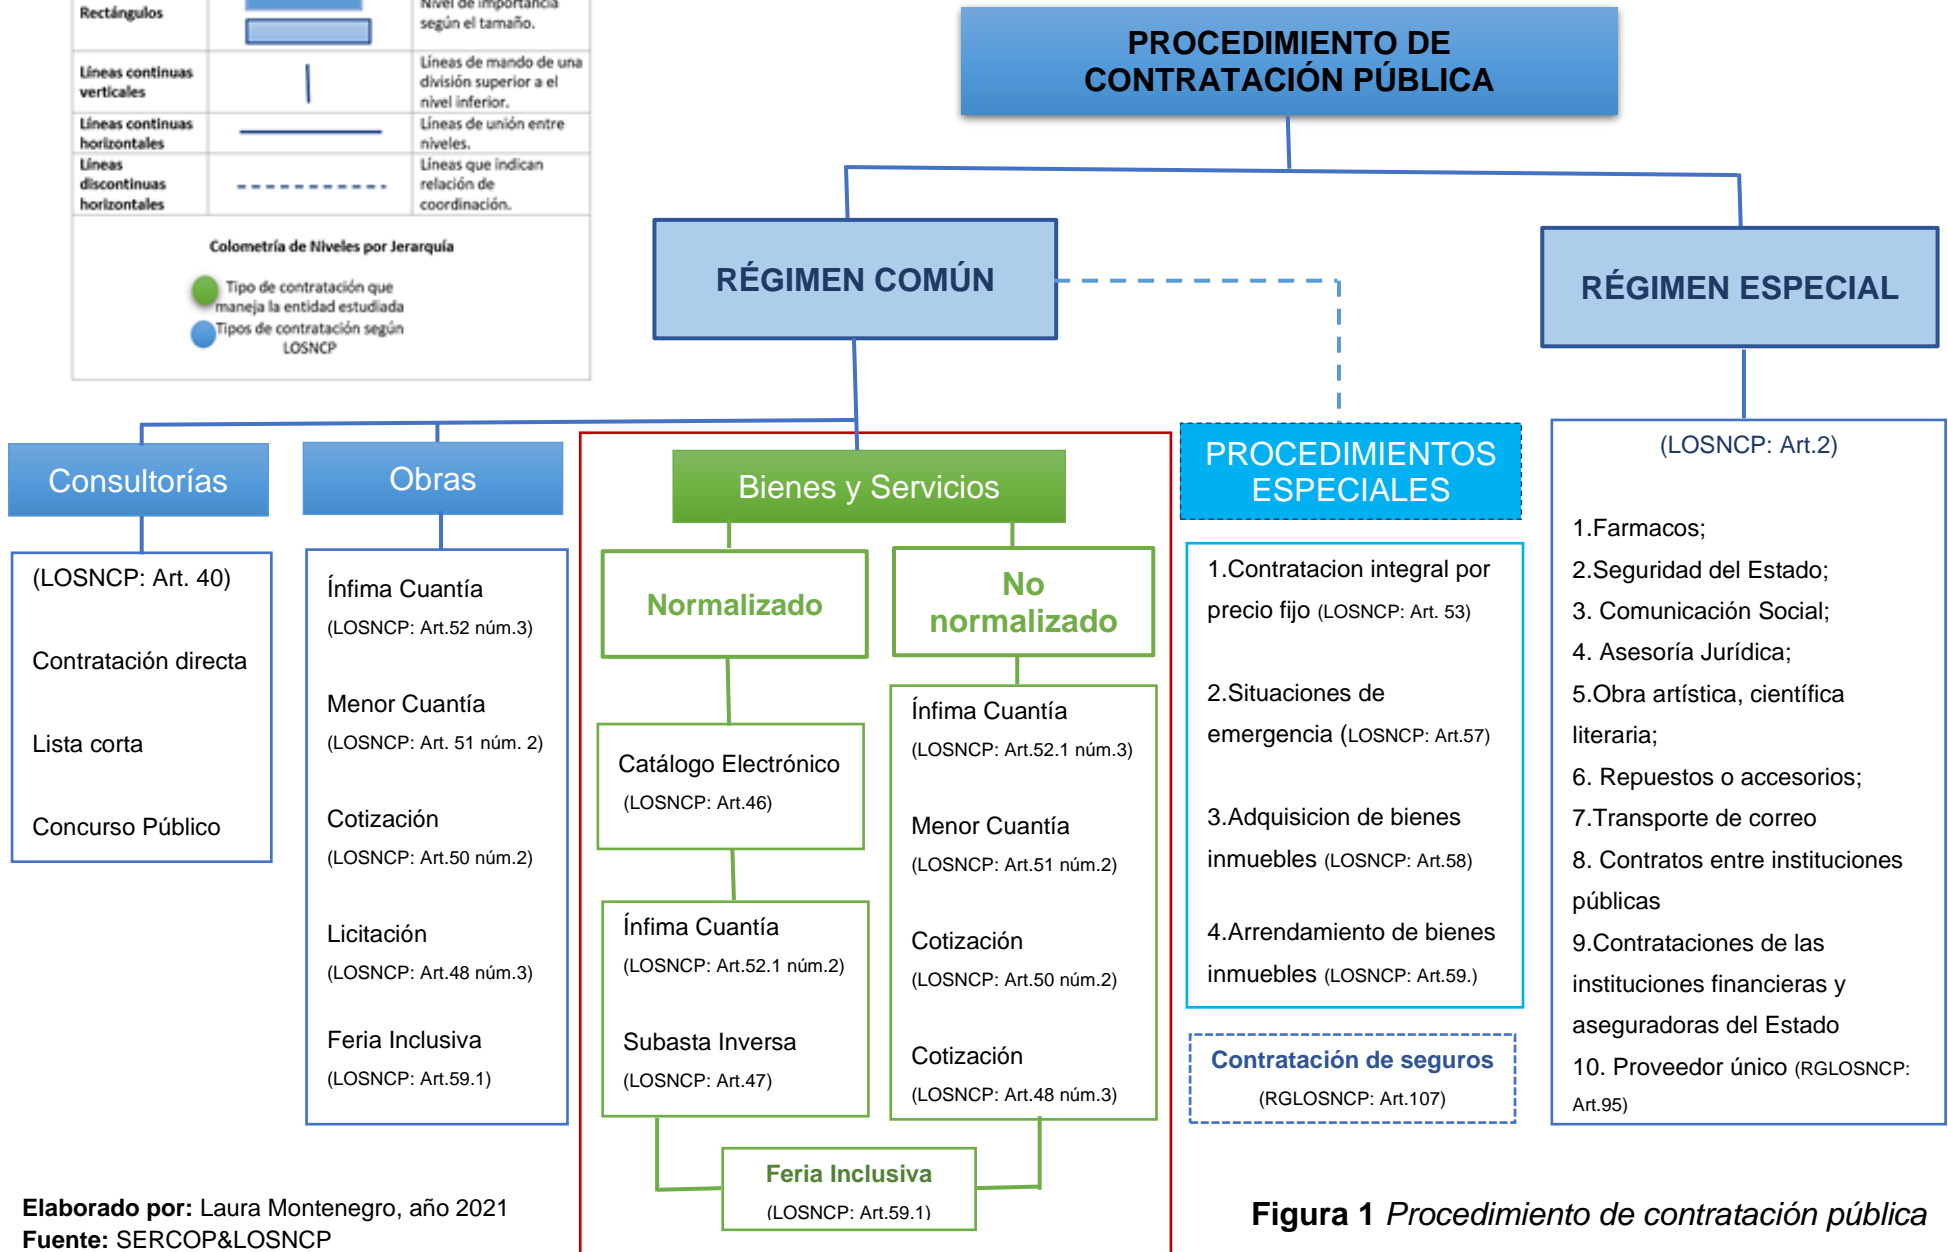 Rectángulos
Nivel de importancia
según el tamaño.
Líneas continuas
verticales
Líneas de mando de una
división superior a el
nivel inferior.
Líneas continuas
horizontales
Líneas de unión entre
niveles.
Líneas
discontinuas
horizontales
Líneas que indican
relación de
coordinación.
Colometría de Niveles por Jerarquía
Tipo de contratación que
maneja la entidad estudiada
Tipos de contratación según
LOSNCP
PROCEDIMIENTO DE
CONTRATACIÓN PÚBLICA
RÉGIMEN COMÚN
RÉGIMEN ESPECIAL
Consultorías
(LOSNCP: Art. 40)
Contratación directa
Lista corta
Concurso Público
Obras
Ínfima Cuantía
(LOSNCP: Art.52 núm.3)
Menor Cuantía
(LOSNCP: Art. 51 núm. 2)
Cotización
(LOSNCP: Art.50 núm.2)
Licitación
(LOSNCP: Art.48 núm.3)
Feria Inclusiva
(LOSNCP: Art.59.1)
Bienes y Servicios
Normalizado
Catálogo Electrónico
(LOSNCP: Art.46)
Ínfima Cuantía
(LOSNCP: Art.52.1 núm.2)
Subasta Inversa
(LOSNCP: Art.47)
No
normalizado
Ínfima Cuantía
(LOSNCP: Art.52.1 núm.3)
Menor Cuantía
(LOSNCP: Art.51 núm.2)
Cotización
(LOSNCP: Art.50 núm.2)
Cotización
(LOSNCP: Art.48 núm.3)
Feria Inclusiva
(LOSNCP: Art.59.1)
PROCEDIMIENTOS
ESPECIALES
1.Contratacion integral por
precio fijo (LOSNCP: Art. 53)
2.Situaciones de
emergencia (LOSNCP: Art.57)
3.Adquisicion de bienes
inmuebles (LOSNCP: Art.58)
4.Arrendamiento de bienes
inmuebles (LOSNCP: Art.59.)
Contratación de seguros
(RGLOSNCP: Art.107)
(LOSNCP: Art.2)
1.Farmacos;
2.Seguridad del Estado;
3. Comunicación Social;
4. Asesoría Jurídica;
5.Obra artística, científica
literaria;
6. Repuestos o accesorios;
7.Transporte de correo
8. Contratos entre instituciones
públicas
9.Contrataciones de las
instituciones financieras y
aseguradoras del Estado
10. Proveedor único (RGLOSNCP:
Art.95)
Elaborado por: Laura Montenegro, año 2021
Fuente: SERCOP&LOSNCP
Figura 1 Procedimiento de contratación pública